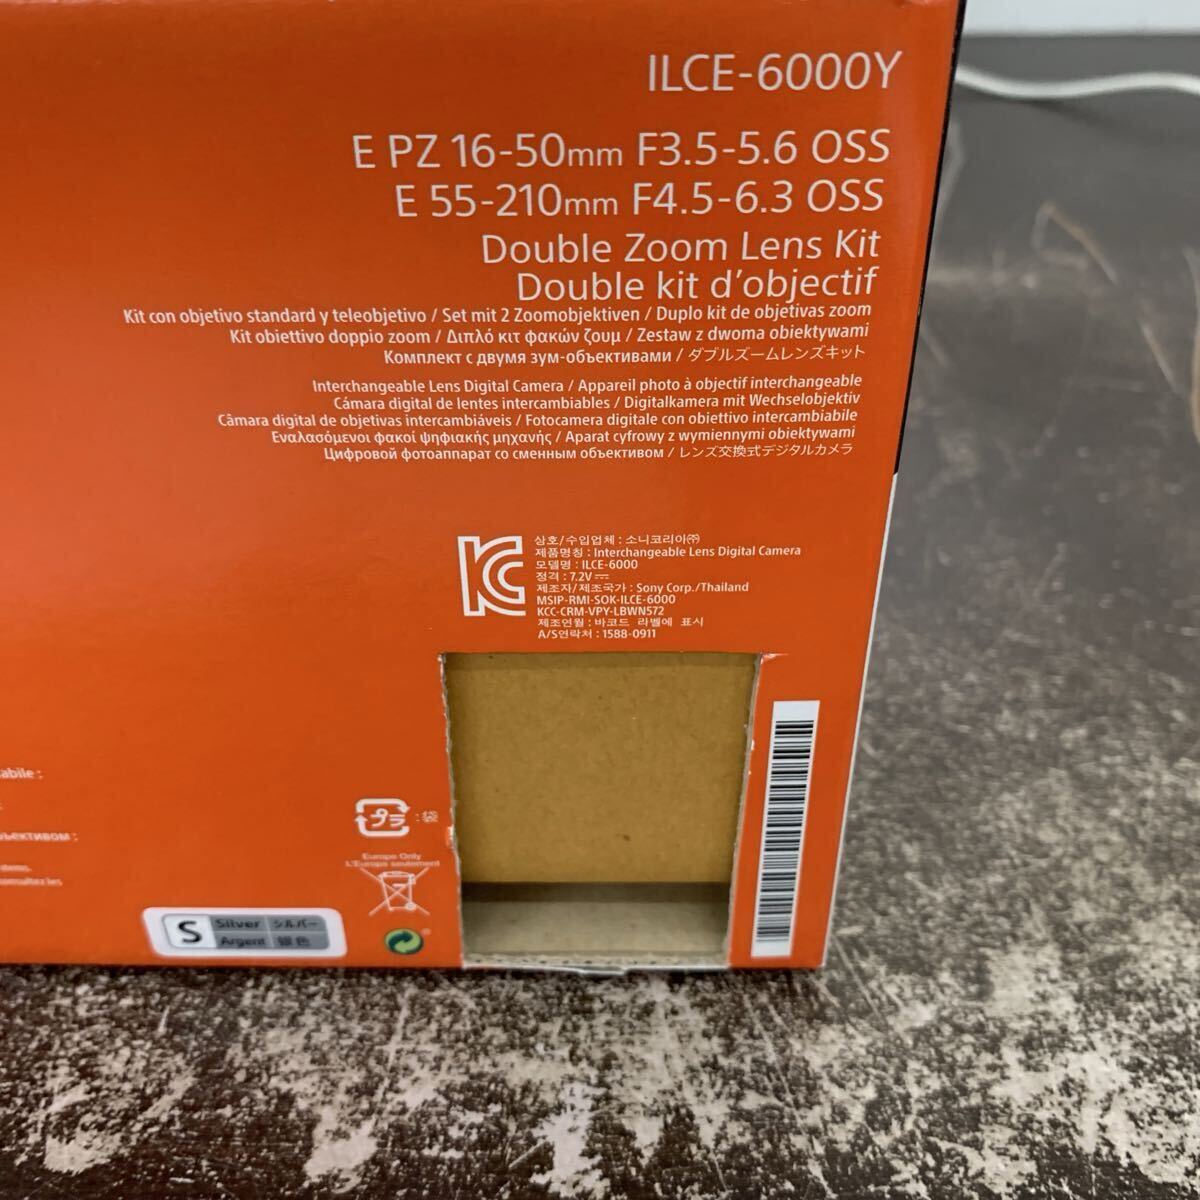 ILCE-6000Y
E PZ 16-50mm F3.5-5.6 OSS
E 55-210mm F4.5-6.3 OSS
Double Zoom Lens Kit
Double kit d'objectif
Kit con objetivo standard y teleobjetivo / Set mit 2 Zoomobjektiven / Duplo kit de objetivas zoom
Kit obiettivo doppio zoom / Διπλό κιτ φακών ζουμ / Zestaw z dwoma obiektywami
Комплект с двумя зум-объективами / ダブルズームレンズキット
Interchangeable Lens Digital Camera / Appareil photo à objectif interchangeable
Cámara digital de lentes intercambiables / Digitalkamera mit Wechselobjektiv
Câmara digital de objetivas intercambiáveis / Fotocamera digitale con obiettivo intercambiabile
Εναλασόμενοι φακοί ψηφιακής μηχανής / Aparat cyfrowy z wymiennymi obiektywami
Цифровой фотоаппарат со сменным объективом / レンズ交換式デジタルカメラ
상호/수입업체 : 소니코리아㈜
제품명칭 : Interchangeable Lens Digital Camera
모델명 : ILCE-6000
정격 : 7.2V
제조자/제조국가 : Sony Corp./Thailand
MSIP-RMI-SOK-ILCE-6000
KCC-CRM-VPY-LBWN572
제조연월 : 바코드 라벨에 표시
A/S연락처 : 1588-0911
abile :
ъективом :
プラ : 袋
Europe Only
L'Europe seulement
S Silver シルバー
Argent 銀色